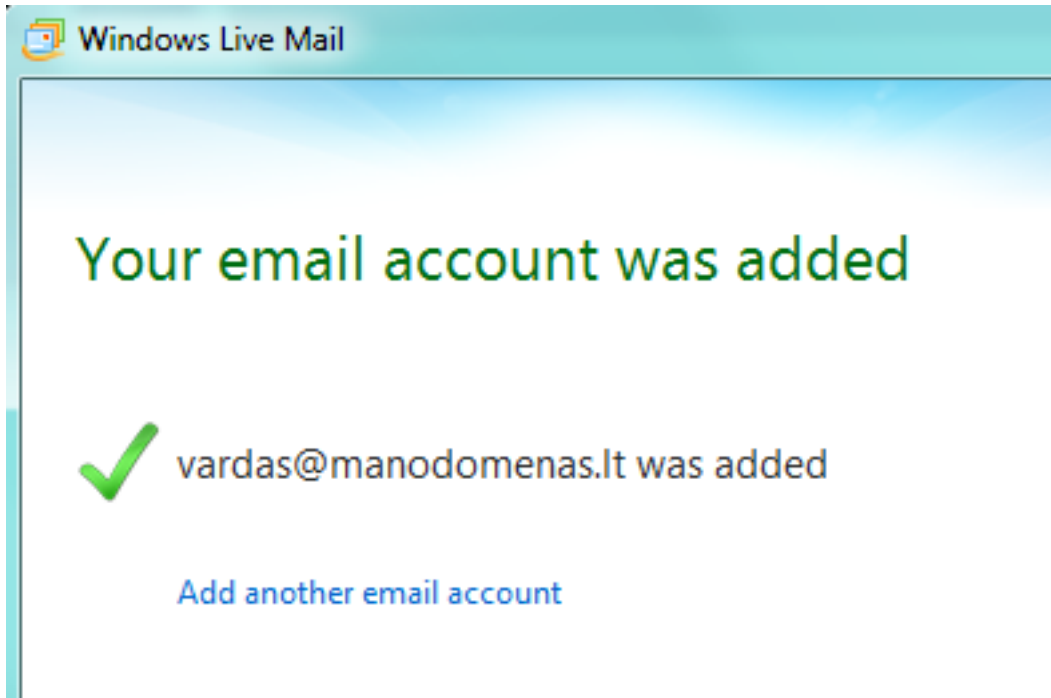 Windows Live Mail
Your email account was added
vardas@manodomenas.lt was added
Add another email account